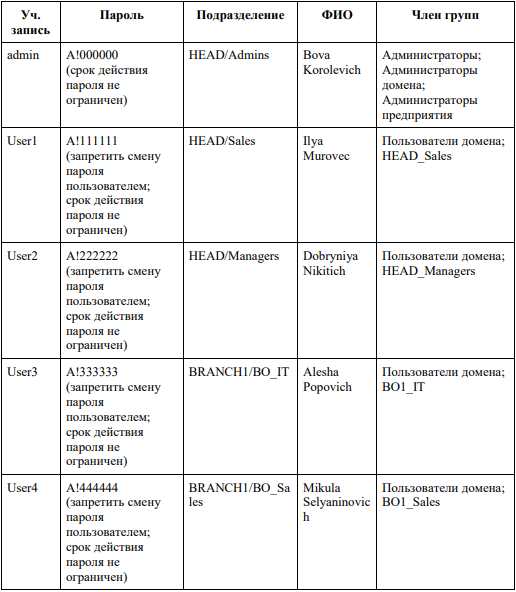 Уч. запись
Пароль
Подразделение
ФИО
Член групп
admin
A!000000
(срок действия
пароля не
ограничен)
HEAD/Admins
Bova
Korolevich
Администраторы;
Администраторы
домена;
Администраторы
предприятия
User1
A!111111
(запретить смену
пароля
пользователем;
срок действия
пароля не
ограничен)
HEAD/Sales
Ilya
Murovec
Пользователи домена;
HEAD_Sales
User2
A!222222
(запретить смену
пароля
пользователем;
срок действия
пароля не
ограничен)
HEAD/Managers
Dobryniya
Nikitich
Пользователи домена;
HEAD_Managers
User3
A!333333
(запретить смену
пароля
пользователем;
срок действия
пароля не
ограничен)
BRANCH1/BO_IT
Alesha
Popovich
Пользователи домена;
BO1_IT
User4
A!444444
(запретить смену
пароля
пользователем;
срок действия
пароля не
ограничен)
BRANCH1/BO_Sa
les
Mikula
Selyaninovic
h
Пользователи домена;
BO1_Sales